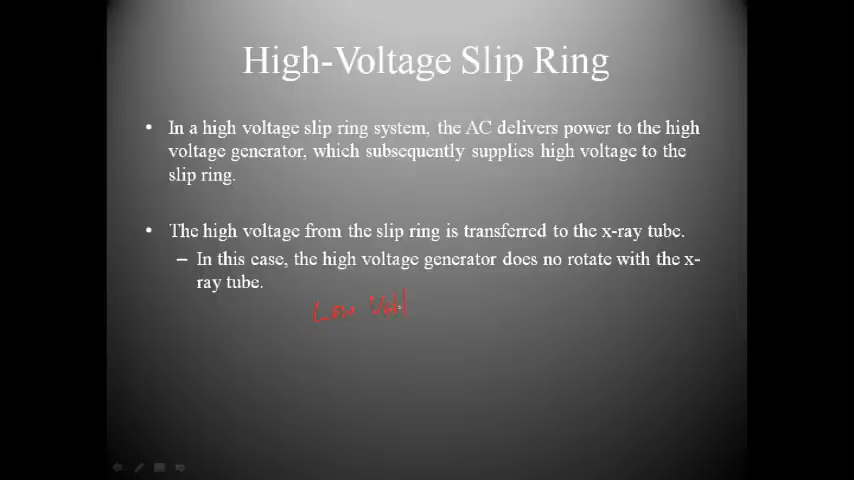 High-Voltage Slip Ring
• In a high voltage slip ring system, the AC delivers power to the high
voltage generator, which subsequently supplies high voltage to the
slip ring.
• The high voltage from the slip ring is transferred to the x-ray tube.
– In this case, the high voltage generator does no rotate with the x-
ray tube.
Low Volt